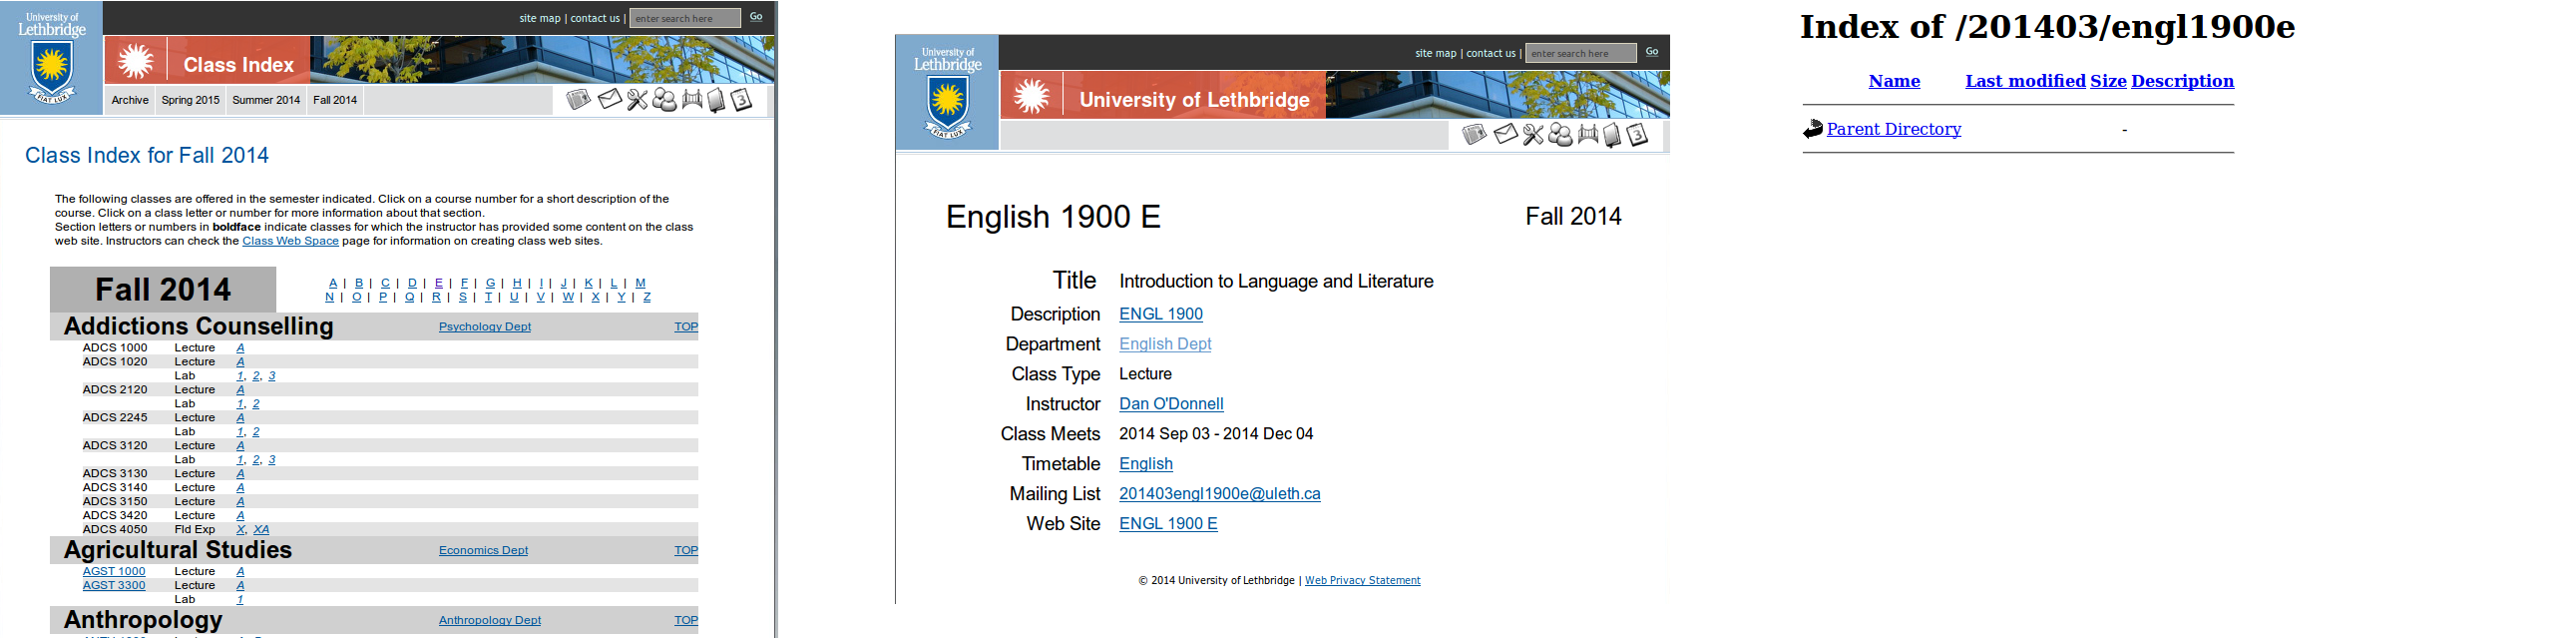 University of
Lethbridge
FIAT LUX
site map | contact us | enter search here Go
Class Index
Archive Spring 2015 Summer 2014 Fall 2014
3
Class Index for Fall 2014
The following classes are offered in the semester indicated. Click on a course number for a short description of the
course. Click on a class letter or number for more information about that section.
Section letters or numbers in boldface indicate classes for which the instructor has provided some content on the class
web site. Instructors can check the Class Web Space page for information on creating class web sites.
Fall 2014
A | B | C | D | E | F | G | H | I | J | K | L | M
N | O | P | Q | R | S | T | U | V | W | X | Y | Z
Addictions Counselling Psychology Dept TOP
ADCS 1000 Lecture A
ADCS 1020 Lecture A
Lab 1, 2, 3
ADCS 2120 Lecture A
Lab 1, 2
ADCS 2245 Lecture A
Lab 1, 2
ADCS 3120 Lecture A
Lab 1, 2, 3
ADCS 3130 Lecture A
ADCS 3140 Lecture A
ADCS 3150 Lecture A
ADCS 3420 Lecture A
ADCS 4050 Fld Exp X, XA
Agricultural Studies Economics Dept TOP
AGST 1000 Lecture A
AGST 3300 Lecture A
Lab 1
Anthropology Anthropology Dept TOP
University of
Lethbridge
FIAT LUX
site map | contact us | enter search here Go
University of Lethbridge
3
English 1900 E Fall 2014
Title Introduction to Language and Literature
Description ENGL 1900
Department English Dept
Class Type Lecture
Instructor Dan O'Donnell
Class Meets 2014 Sep 03 - 2014 Dec 04
Timetable English
Mailing List 201403engl1900e@uleth.ca
Web Site ENGL 1900 E
© 2014 University of Lethbridge | Web Privacy Statement
Index of /201403/engl1900e
Name Last modified Size Description
Parent Directory -